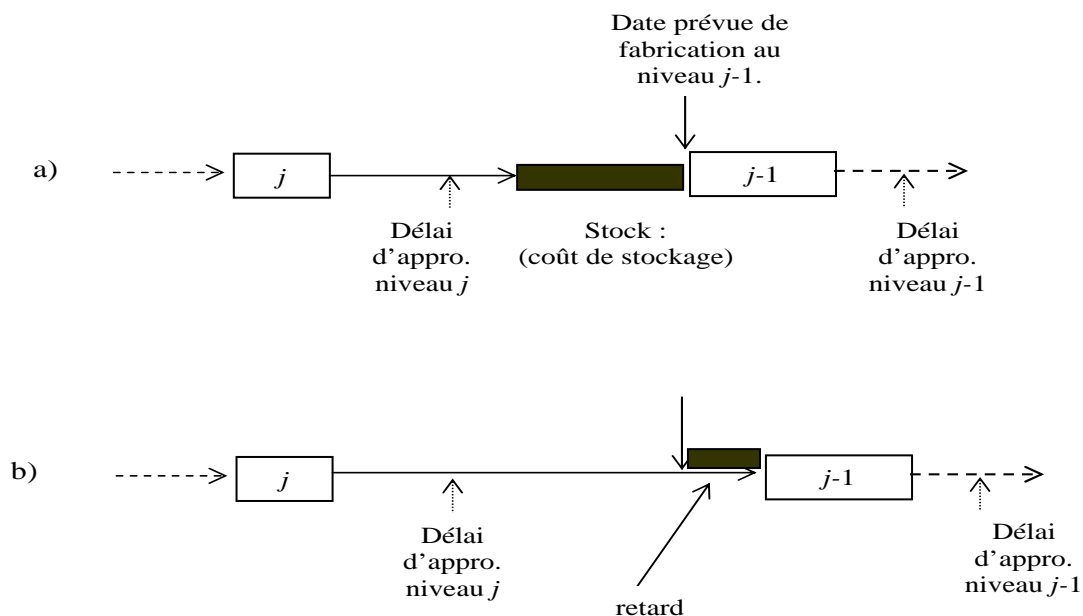 Date prévue de
fabrication au
niveau j-1.
a)
j
j-1
Délai
d'appro.
niveau j
Stock :
(coût de stockage)
Délai
d'appro.
niveau j-1
b)
j
j-1
Délai
d'appro.
niveau j
retard
Délai
d'appro.
niveau j-1